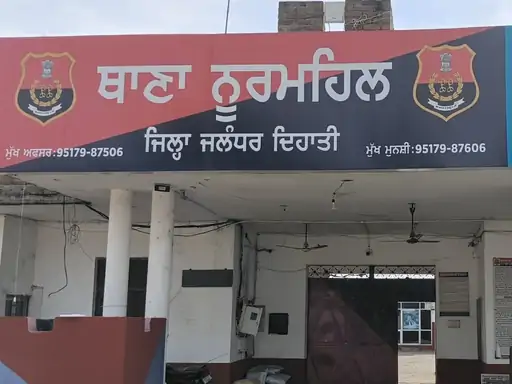 ਥਾਣਾ ਨੂਰਮਹਿਲ
ਜਿਲ੍ਹਾ ਜਲੰਧਰ ਦਿਹਾਤੀ
ਮੁੱਖ ਅਫਸਰ:95179-87506
ਮੁੱਖ ਮੁਨਸ਼ੀ:95179-87606